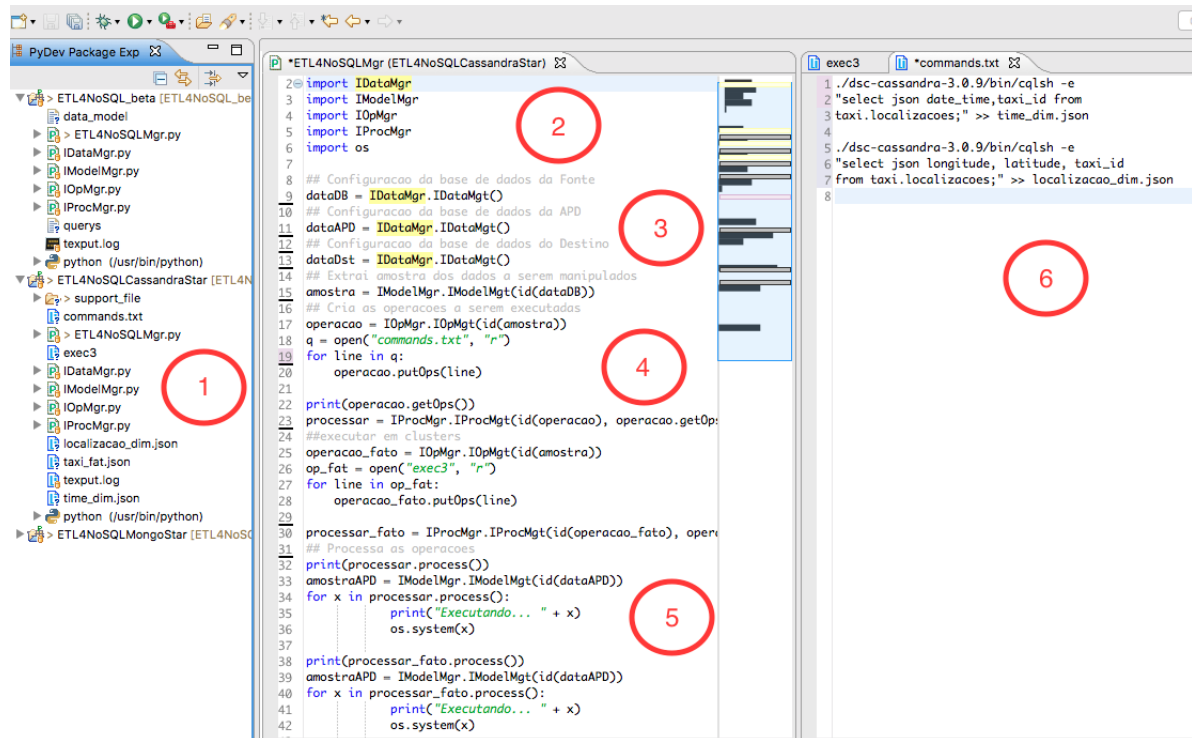 PyDev Package Exp
> ETL4NoSQL_beta [ETL4NoSQL_be
data_model
> ETL4NoSQLMgr.py
IDataMgr.py
IModelMgr.py
IOpMgr.py
IProcMgr.py
querys
texput.log
python (/usr/bin/python)
> ETL4NoSQLCassandraStar [ETL4N
> support_file
commands.txt
> ETL4NoSQLMgr.py
exec3
IDataMgr.py
IModelMgr.py
IOpMgr.py
IProcMgr.py
localizacao_dim.json
taxi_fat.json
texput.log
time_dim.json
python (/usr/bin/python)
> ETL4NoSQLMongoStar [ETL4NoSQ
1
*ETL4NoSQLMgr (ETL4NoSQLCassandraStar)
2 import IDataMgr
3 import IModelMgr
4 import IOpMgr
5 import IProcMgr
6 import os
7
8 ## Configuracao da base de dados da Fonte
9 dataDB = IDataMgr.IDataMgt()
10 ## Configuracao da base de dados da APD
11 dataAPD = IDataMgr.IDataMgt()
12 ## Configuracao da base de dados do Destino
13 dataDst = IDataMgr.IDataMgt()
14 ## Extrai amostra dos dados a serem manipulados
15 amostra = IModelMgr.IModelMgt(id(dataDB))
16 ## Cria as operacoes a serem executadas
17 operacao = IOpMgr.IOpMgt(id(amostra))
18 q = open("commands.txt", "r")
19 for line in q:
20 operacao.putOps(line)
21
22 print(operacao.getOps())
23 processar = IProcMgr.IProcMgt(id(operacao), operacao.getOp
24 ##executar em clusters
25 operacao_fato = IOpMgr.IOpMgt(id(amostra))
26 op_fat = open("exec3", "r")
27 for line in op_fat:
28 operacao_fato.putOps(line)
29
30 processar_fato = IProcMgr.IProcMgt(id(operacao_fato), oper
31 ## Processa as operacoes
32 print(processar.process())
33 amostraAPD = IModelMgr.IModelMgt(id(dataAPD))
34 for x in processar.process():
35 print("Executando... " + x)
36 os.system(x)
37
38 print(processar_fato.process())
39 amostraAPD = IModelMgr.IModelMgt(id(dataAPD))
40 for x in processar_fato.process():
41 print("Executando... " + x)
42 os.system(x)
2
3
4
5
exec3
*commands.txt
1 ./dsc-cassandra-3.0.9/bin/cqlsh -e
2 "select json date_time,taxi_id from
3 taxi.localizacoes;" >> time_dim.json
4
5 ./dsc-cassandra-3.0.9/bin/cqlsh -e
6 "select json longitude, latitude, taxi_id
7 from taxi.localizacoes;" >> localizacao_dim.json
8
6